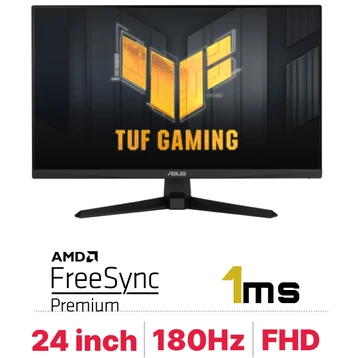 TUF GAMING
ASUS
AMD
FreeSync
Premium
1ms
24 inch | 180Hz | FHD